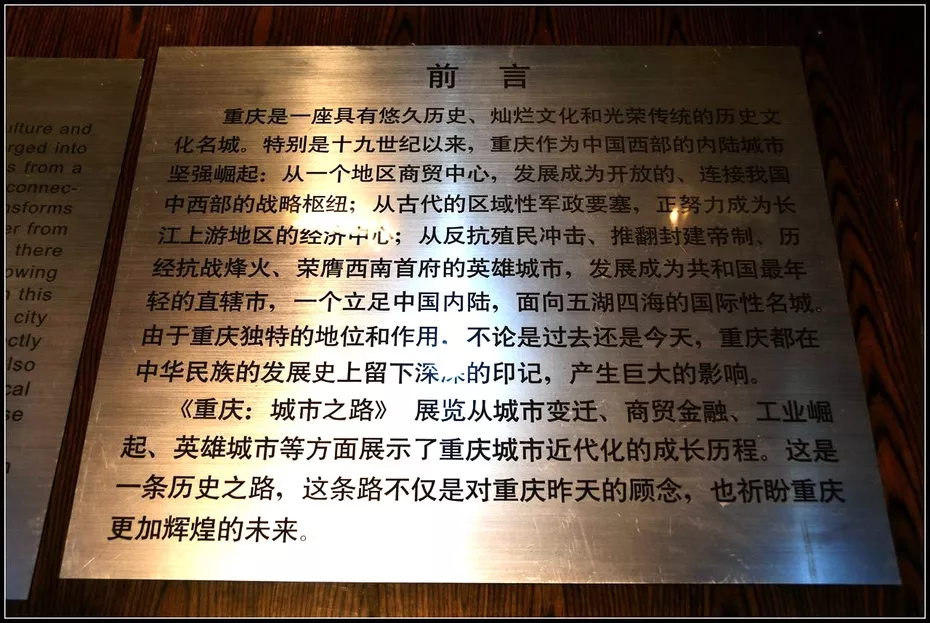 前 言
重庆是一座具有悠久历史、灿烂文化和光荣传统的历史文
化名城。特别是十九世纪以来，重庆作为中国西部的内陆城市
坚强崛起：从一个地区商贸中心，发展成为开放的、连接我国
中西部的战略枢纽；从古代的区域性军政要塞，正努力成为长
江上游地区的经济中心；从反抗殖民冲击、推翻封建帝制、历
经抗战烽火、荣膺西南首府的英雄城市，发展成为共和国最年
轻的直辖市，一个立足中国内陆，面向五湖四海的国际性名城。
由于重庆独特的地位和作用．不论是过去还是今天，重庆都在
中华民族的发展史上留下深深的印记，产生巨大的影响。
《重庆：城市之路》 展览从城市变迁、商贸金融、工业崛
起、英雄城市等方面展示了重庆城市近代化的成长历程。这是
一条历史之路，这条路不仅是对重庆昨天的顾念，也祈盼重庆
更加辉煌的未来。
ulture and
rged into
s from a
connec-
nsforms
er from
there
owing
this
city
ctly
lso
cal
se